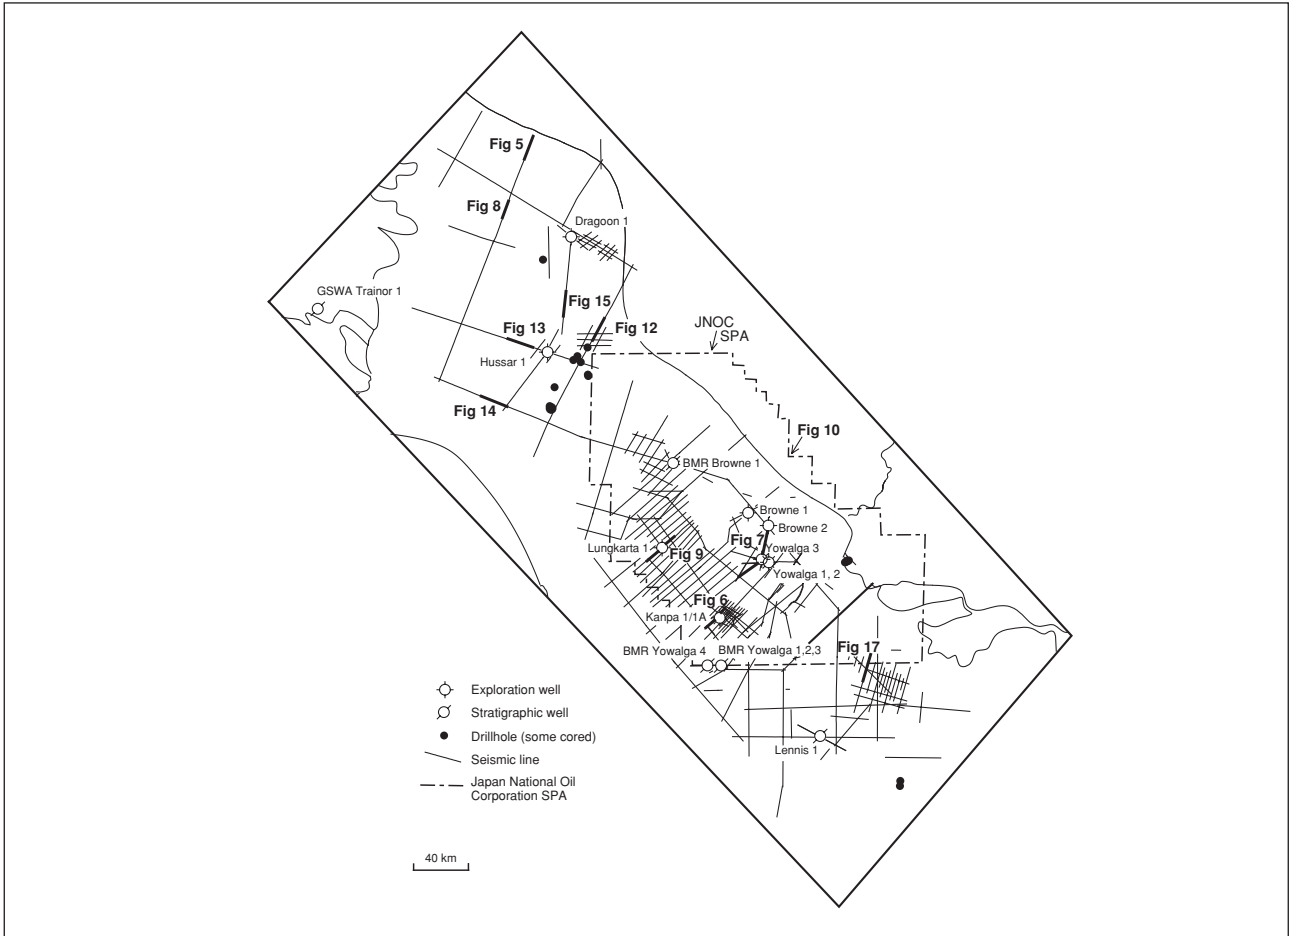 Fig 5
Fig 8
Dragoon 1
GSWA Trainor 1
Fig 15
Fig 13
Fig 12
JNOC
SPA
Hussar 1
Fig 14
Fig 10
BMR Browne 1
Browne 1
Browne 2
Fig 7
Yowalga 3
Lungkarta 1
Fig 9
Yowalga 1, 2
Fig 6
Kanpa 1/1A
BMR Yowalga 4
BMR Yowalga 1,2,3
Fig 17
Lennis 1
Exploration well
Stratigraphic well
Drillhole (some cored)
Seismic line
Japan National Oil
Corporation SPA
40 km